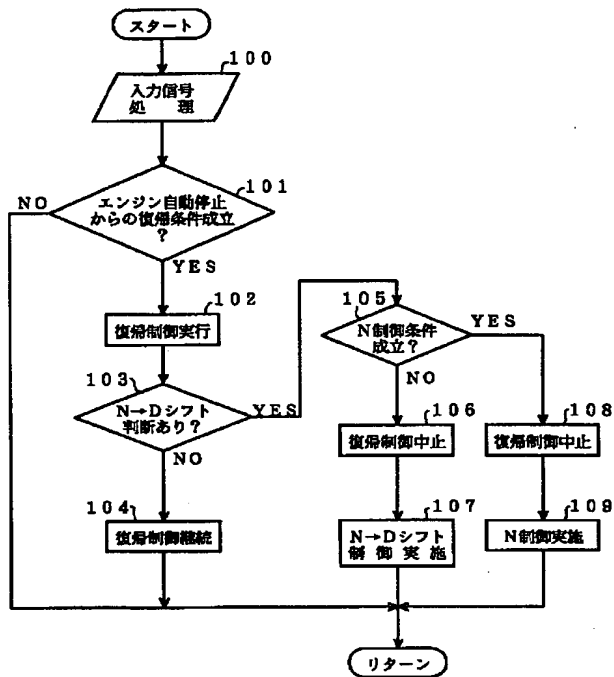 スタート
100
入力信号
処 理
101
エンジン自動停止
からの復帰条件成立
?
NO
YES
102
復帰制御実行
103
N→Dシフト
判断あり?
YES
NO
104
復帰制御継続
105
N制御条件
成立?
YES
NO
106
復帰制御中止
107
N→Dシフト
制 御 実 施
108
復帰制御中止
109
N制御実施
リターン